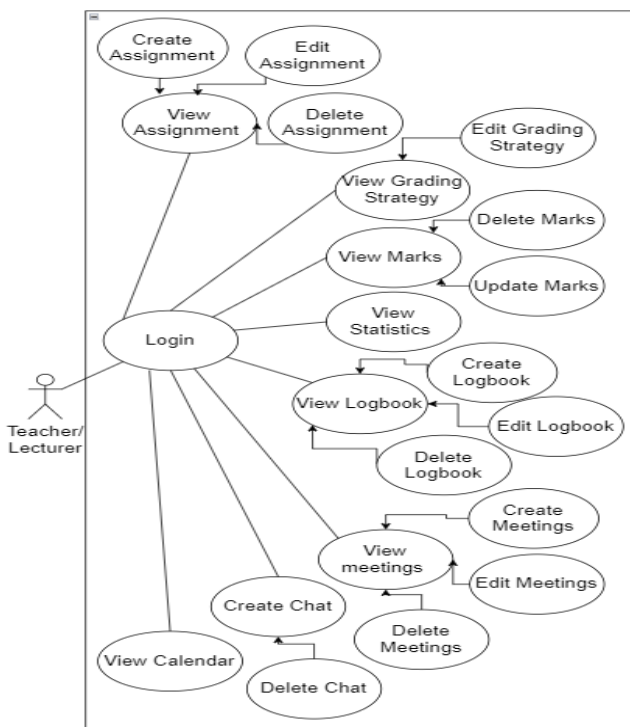 Create
Assignment
Edit
Assignment
View
Assignment
Delete
Assignment
Edit Grading
Strategy
View Grading
Strategy
Delete Marks
View Marks
Update Marks
View
Statistics
Login
Create
Logbook
View Logbook
Edit Logbook
Teacher/
Lecturer
Delete
Logbook
Create
Meetings
View
meetings
Edit Meetings
Create Chat
Delete
Meetings
View Calendar
Delete Chat